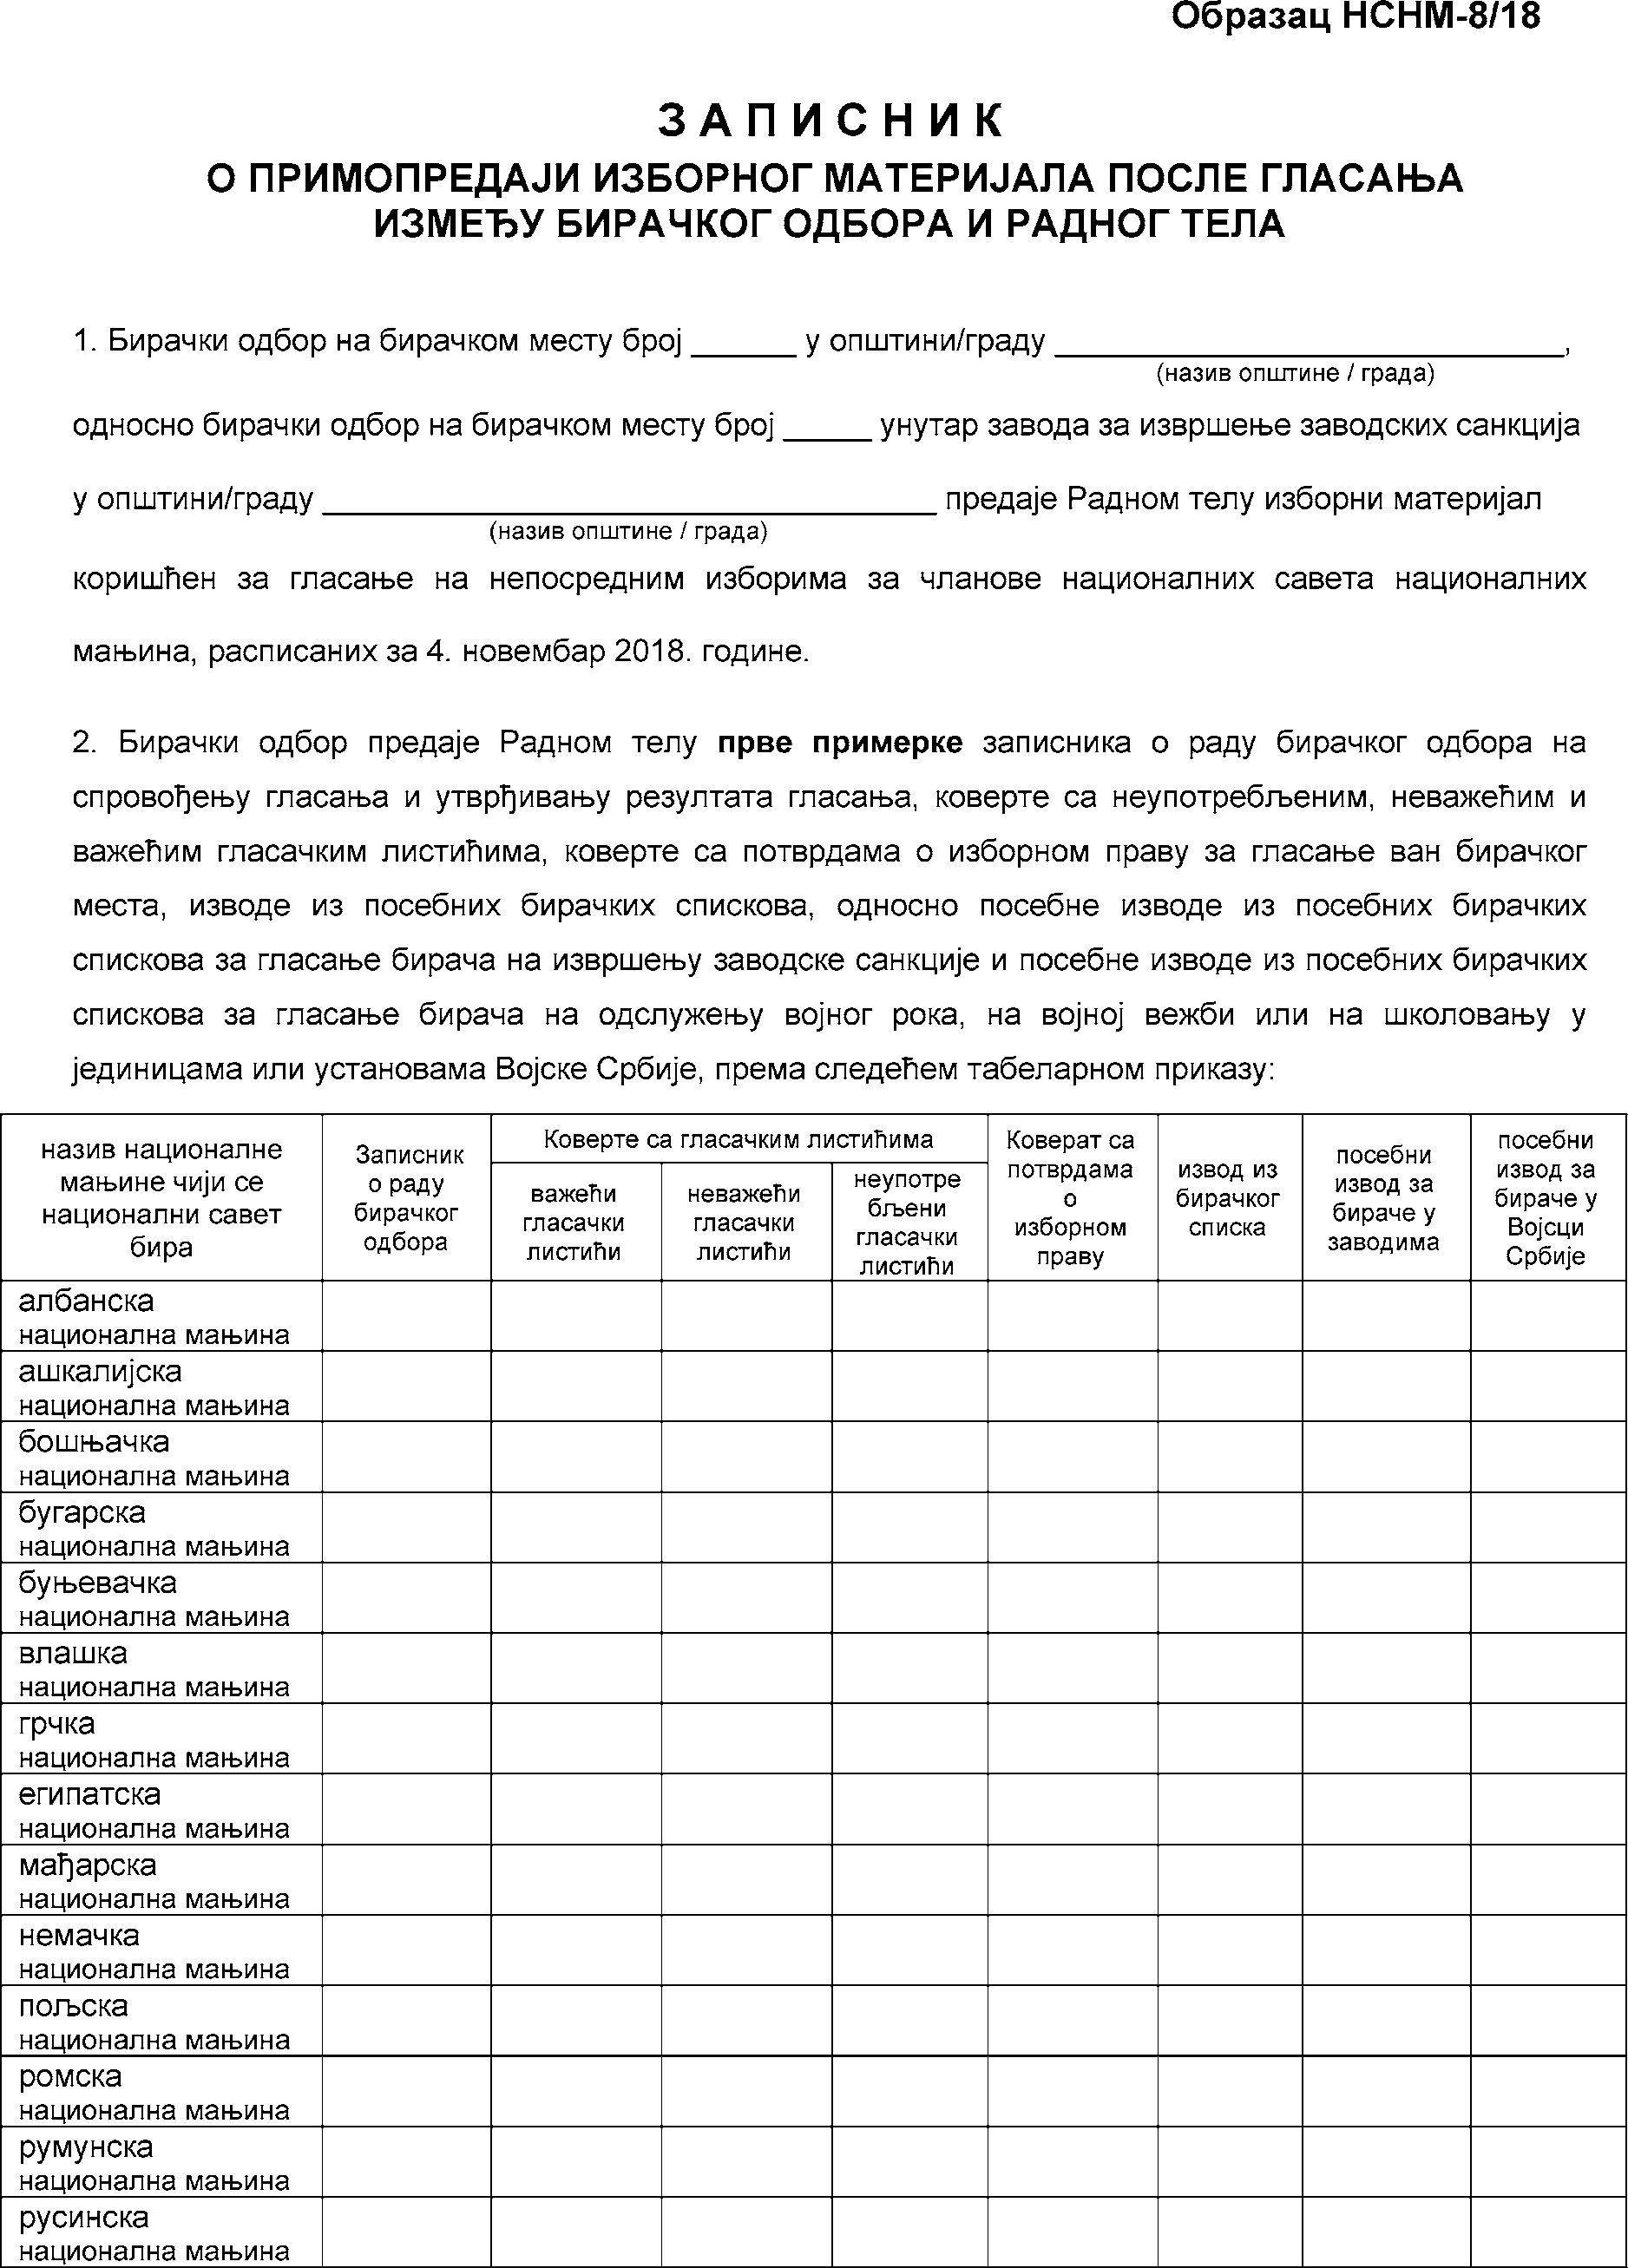 Образац НСНМ-8/18
З А П И С Н И К
О ПРИМОПРЕДАЈИ ИЗБОРНОГ МАТЕРИЈАЛА ПОСЛЕ ГЛАСАЊА
ИЗМЕЂУ БИРАЧКОГ ОДБОРА И РАДНОГ ТЕЛА
1. Бирачки одбор на бирачком месту број ______ у општини/граду ______________________________,
(назив општине / града)
односно бирачки одбор на бирачком месту број _____ унутар завода за извршење заводских санкција
у општини/граду ____________________________________ предаје Радном телу изборни материјал
(назив општине / града)
коришћен за гласање на непосредним изборима за чланове националних савета националних
мањина, расписаних за 4. новембар 2018. године.
2. Бирачки одбор предаје Радном телу прве примерке записника о раду бирачког одбора на
спровођењу гласања и утврђивању резултата гласања, коверте са неупотребљеним, неважећим и
важећим гласачким листићима, коверте са потврдама о изборном праву за гласање ван бирачког
места, изводе из посебних бирачких спискова, односно посебне изводе из посебних бирачких
спискова за гласање бирача на извршењу заводске санкције и посебне изводе из посебних бирачких
спискова за гласање бирача на одслужењу војног рока, на војној вежби или на школовању у
јединицама или установама Војске Србије, према следећем табеларном приказу:
назив националне
мањине чији се
национални савет
бира
Записник
о раду
бирачког
одбора
Коверте са гласачким листићима
важећи
гласачки
листићи
неважећи
гласачки
листићи
неупотре
бљени
гласачки
листићи
Коверат са
потврдама
о
изборном
праву
извод из
бирачког
списка
посебни
извод за
бираче у
заводима
посебни
извод за
бираче у
Војсци
Србије
албанска
национална мањина
ашкалијска
национална мањина
бошњачка
национална мањина
бугарска
национална мањина
буњевачка
национална мањина
влашка
национална мањина
грчка
национална мањина
египатска
национална мањина
мађарска
национална мањина
немачка
национална мањина
пољска
национална мањина
ромска
национална мањина
румунска
национална мањина
русинска
национална мањина